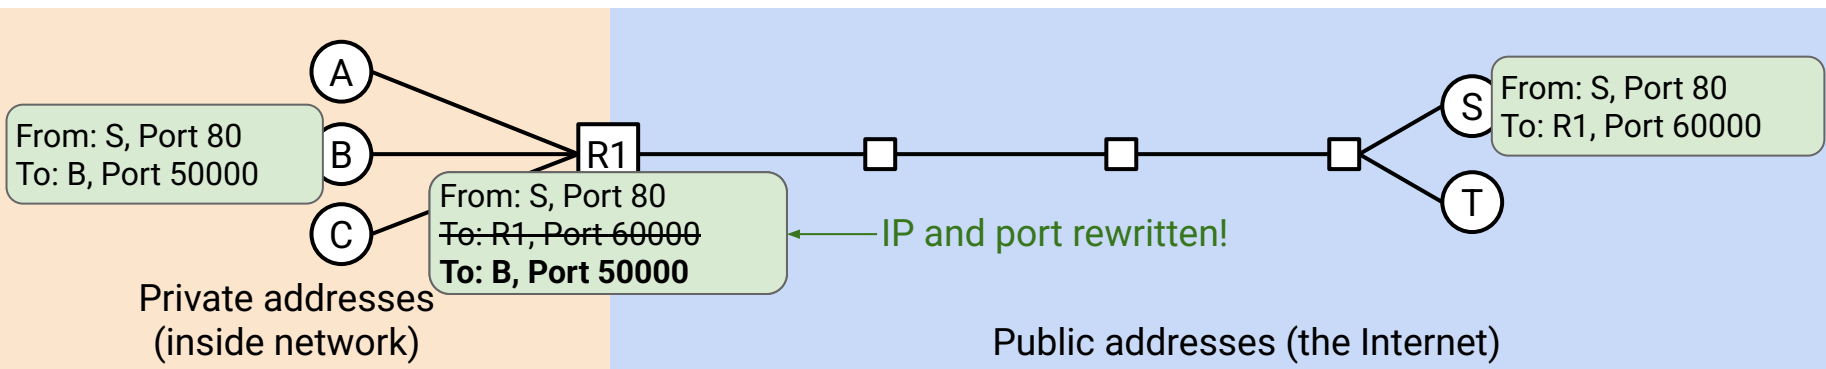 A
From: S, Port 80
To: B, Port 50000
B
C
R1
From: S, Port 80
To: R1, Port 60000
To: B, Port 50000
IP and port rewritten!
S
From: S, Port 80
To: R1, Port 60000
T
Private addresses
(inside network)
Public addresses (the Internet)